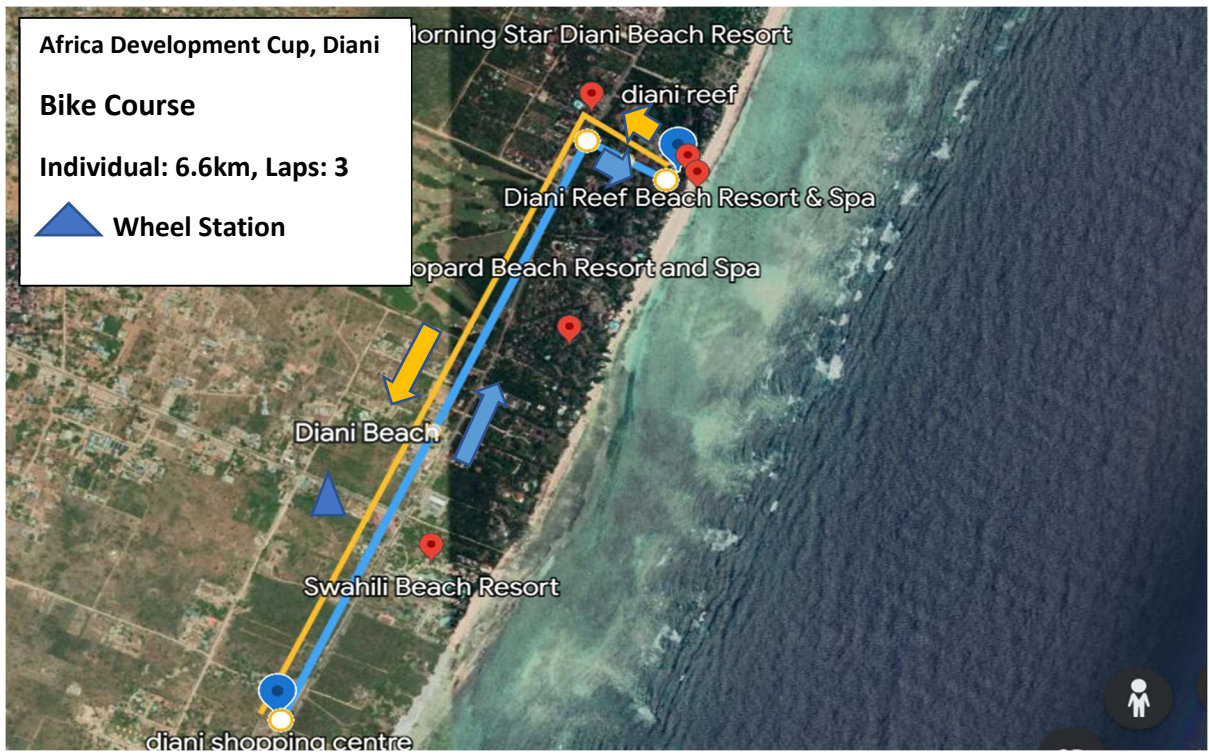 Africa Development Cup, Diani
Bike Course
Individual: 6.6km, Laps: 3
Wheel Station
Morning Star Diani Beach Resort
diani reef
Diani Reef Beach Resort & Spa
opard Beach Resort and Spa
Diani Beach
Swahili Beach Resort
diani shopping centre